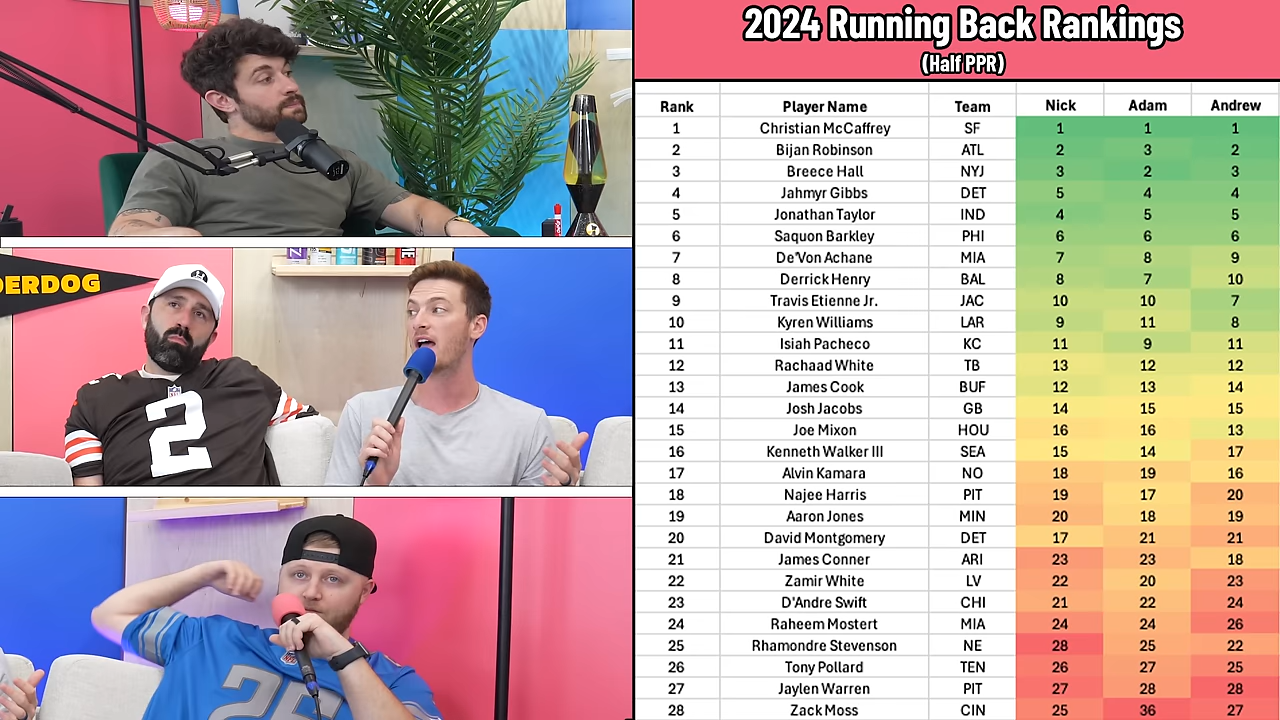 2024 Running Back Rankings
(Half PPR)
Rank Player Name Team Nick Adam Andrew
1 Christian McCaffrey SF 1 1 1
2 Bijan Robinson ATL 2 3 2
3 Breece Hall NYJ 3 2 3
4 Jahmyr Gibbs DET 5 4 4
5 Jonathan Taylor IND 4 5 5
6 Saquon Barkley PHI 6 6 6
7 De'Von Achane MIA 7 8 9
8 Derrick Henry BAL 8 7 10
9 Travis Etienne Jr. JAC 10 10 7
10 Kyren Williams LAR 9 11 8
11 Isiah Pacheco KC 11 9 11
12 Rachaad White TB 13 12 12
13 James Cook BUF 12 13 14
14 Josh Jacobs GB 14 15 15
15 Joe Mixon HOU 16 16 13
16 Kenneth Walker III SEA 15 14 17
17 Alvin Kamara NO 18 19 16
18 Najee Harris PIT 19 17 20
19 Aaron Jones MIN 20 18 19
20 David Montgomery DET 17 21 21
21 James Conner ARI 23 23 18
22 Zamir White LV 22 20 23
23 D'Andre Swift CHI 21 22 24
24 Raheem Mostert MIA 24 24 26
25 Rhamondre Stevenson NE 28 25 22
26 Tony Pollard TEN 26 27 25
27 Jaylen Warren PIT 27 28 28
28 Zack Moss CIN 25 36 27
DERDOG
2
NFL